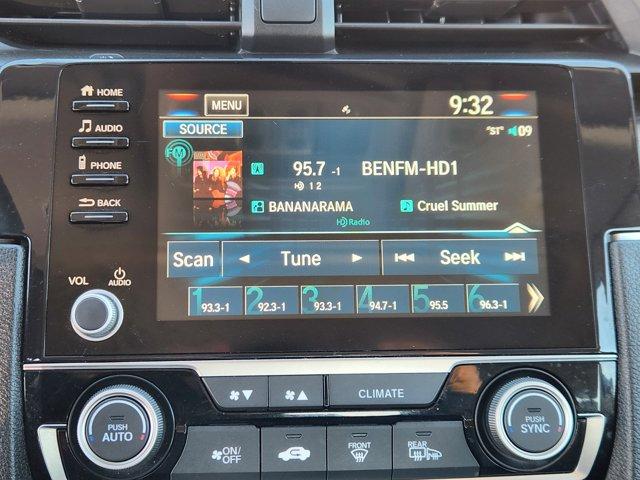 HOME
MENU
9:32
AUDIO
SOURCE
"ST" 09
FM
95.7 -1 BENFM-HD1
PHONE
HD 1 2
BACK
BANANARAMA Cruel Summer
HD Radio
Scan Tune Seek
VOL AUDIO
1 93.3-1 2 92.3-1 3 93.3-1 4 94.7-1 5 95.5 6 96.3-1
CLIMATE
PUSH AUTO
PUSH SYNC
ON/OFF
FRONT
REAR